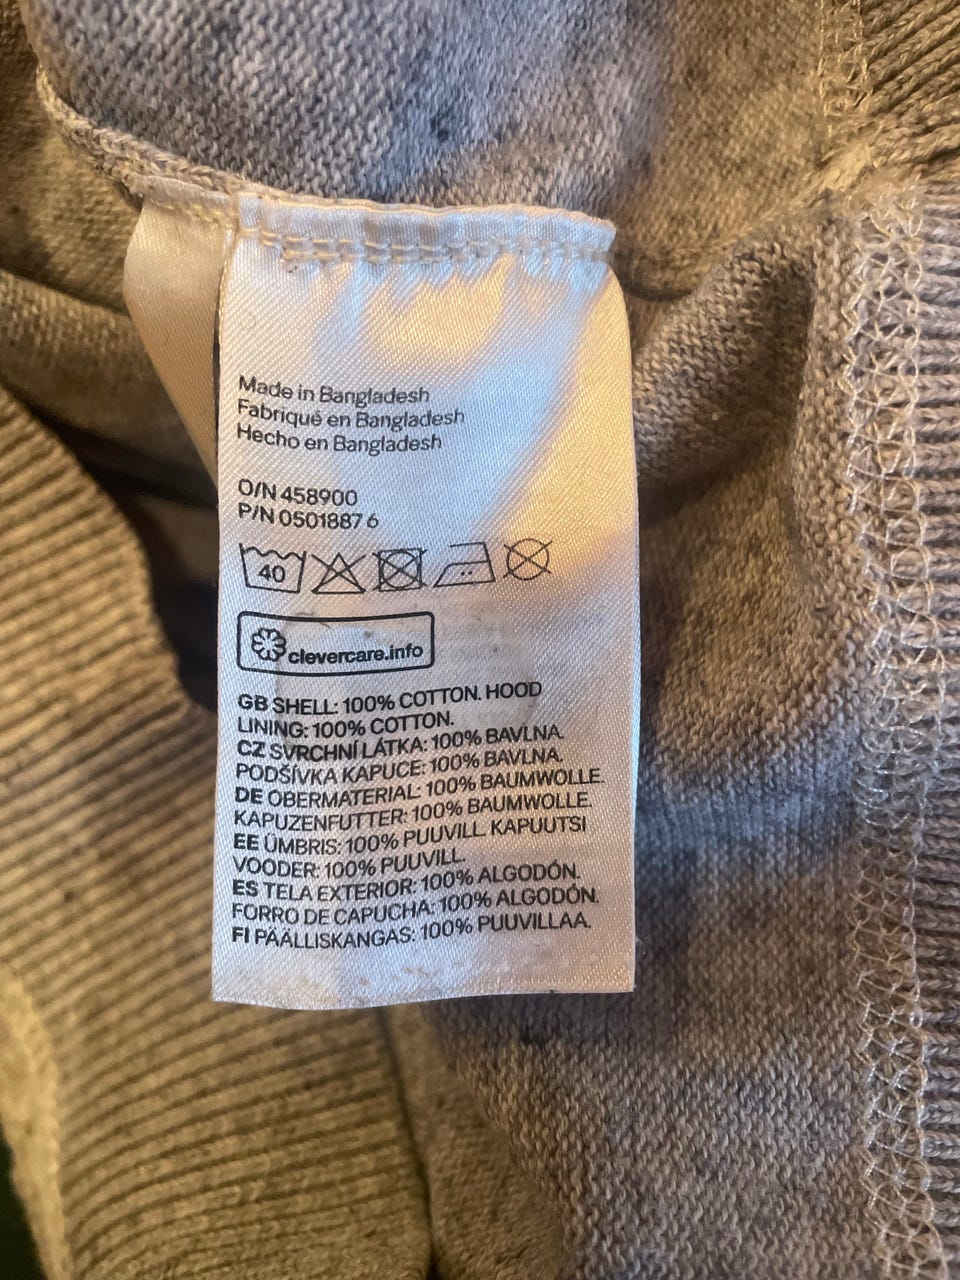 Made in Bangladesh
Fabriqué en Bangladesh
Hecho en Bangladesh
O/N 458900
P/N 0501887 6
40
clevercare.info
GB SHELL: 100% COTTON. HOOD
LINING: 100% COTTON.
CZ SVRCHNÍ LÁTKA: 100% BAVLNA.
PODŠÍVKA KAPUCE: 100% BAVLNA.
DE OBERMATERIAL: 100% BAUMWOLLE.
KAPUZENFUTTER: 100% BAUMWOLLE.
EE ÜMBRIS: 100% PUUVILL. KAPUUTSI
VOODER: 100% PUUVILL.
ES TELA EXTERIOR: 100% ALGODÓN.
FORRO DE CAPUCHA: 100% ALGODÓN.
FI PÄÄLLISKANGAS: 100% PUUVILLAA.